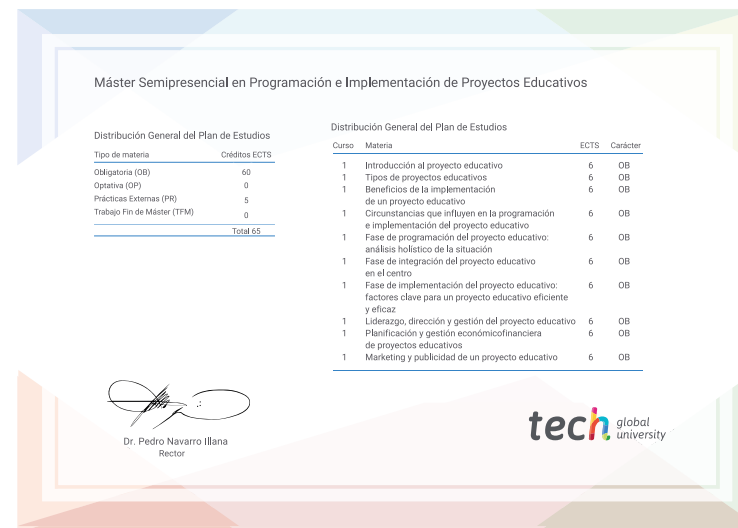 Máster Semipresencial en Programación e Implementación de Proyectos Educativos
Distribución General del Plan de Estudios
Tipo de materia Créditos ECTS
Obligatoria (OB) 60
Optativa (OP) 0
Prácticas Externas (PR) 5
Trabajo Fin de Máster (TFM) 0
Total 65
Distribución General del Plan de Estudios
Curso Materia ECTS Carácter
1 Introducción al proyecto educativo 6 OB
1 Tipos de proyectos educativos 6 OB
1 Beneficios de la implementación 6 OB
de un proyecto educativo
1 Circunstancias que influyen en la programación 6 OB
e implementación del proyecto educativo
1 Fase de programación del proyecto educativo: 6 OB
análisis holístico de la situación
1 Fase de integración del proyecto educativo 6 OB
en el centro
1 Fase de implementación del proyecto educativo: 6 OB
factores clave para un proyecto educativo eficiente
y eficaz
1 Liderazgo, dirección y gestión del proyecto educativo 6 OB
1 Planificación y gestión económicofinanciera 6 OB
de proyectos educativos
1 Marketing y publicidad de un proyecto educativo 6 OB
Dr. Pedro Navarro Illana
Rector
tech global
university